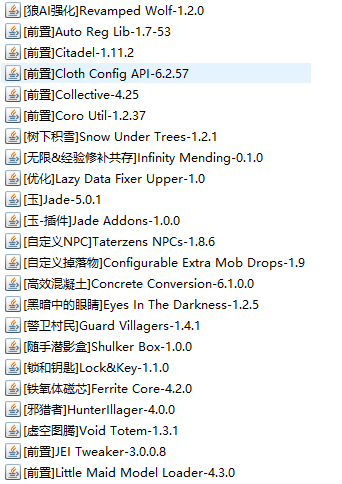 [狼AI强化]Revamped Wolf-1.2.0
[前置]Auto Reg Lib-1.7-53
[前置]Citadel-1.11.2
[前置]Cloth Config API-6.2.57
[前置]Collective-4.25
[前置]Coro Util-1.2.37
[树下积雪]Snow Under Trees-1.2.1
[无限&经验修补共存]Infinity Mending-0.1.0
[优化]Lazy Data Fixer Upper-1.0
[玉]Jade-5.0.1
[玉-插件]Jade Addons-1.0.0
[自定义NPC]Taterzens NPCs-1.8.6
[自定义掉落物]Configurable Extra Mob Drops-1.9
[高效混凝土]Concrete Conversion-6.1.0.0
[黑暗中的眼睛]Eyes In The Darkness-1.2.5
[警卫村民]Guard Villagers-1.4.1
[随手潜影盒]Shulker Box-1.0.0
[锁和钥匙]Lock&Key-1.1.0
[铁氧体磁芯]Ferrite Core-4.2.0
[邪猎者]HunterIllager-4.0.0
[虚空图腾]Void Totem-1.3.1
[前置]JEI Tweaker-3.0.0.8
[前置]Little Maid Model Loader-4.3.0